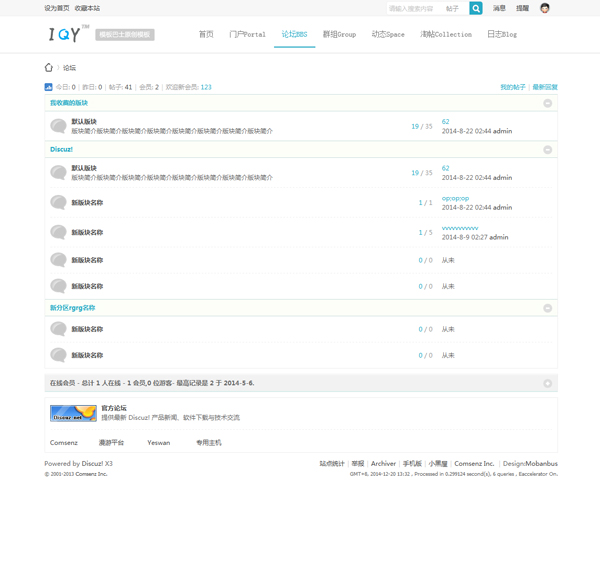 设为首页 收藏本站
请输入搜索内容 帖子 消息 提醒
IQY TM 模板巴士原创模板 首页 门户Portal 论坛BBS 群组Group 动态Space 淘帖Collection 日志Blog
论坛
今日: 0 | 昨日: 0 | 帖子: 41 | 会员: 2 | 欢迎新会员: 123 我的帖子 | 最新回复
我收藏的版块
默认版块 19 / 35 62
版块简介版块简介版块简介版块简介版块简介版块简介版块简介版块简介 2014-8-22 02:44 admin
Discuz!
默认版块 19 / 35 62
版块简介版块简介版块简介版块简介版块简介版块简介版块简介版块简介 2014-8-22 02:44 admin
新版块名称 1 / 1 op;op;op
2014-8-22 02:44 admin
新版块名称 1 / 5 vvvvvvvvvvvv
2014-8-9 02:27 admin
新版块名称 0 / 0 从未
新版块名称 0 / 0 从未
新分区rgrg名称
新版块名称 0 / 0 从未
新版块名称 0 / 0 从未
在线会员 - 总计 1 人在线 - 1 会员,0 位游客- 最高记录是 2 于 2014-5-6.
官方论坛
提供最新 Discuz! 产品新闻、软件下载与技术交流
Comsenz 漫游平台 Yeswan 专用主机
Powered by Discuz! X3 站点统计 | 举报 | Archiver | 手机版 | 小黑屋 | Comsenz Inc. | Design:Mobanbus
© 2001-2013 Comsenz Inc. GMT+8, 2014-12-20 13:32 , Processed in 0.299124 second(s), 6 queries , Eaccelerator On.